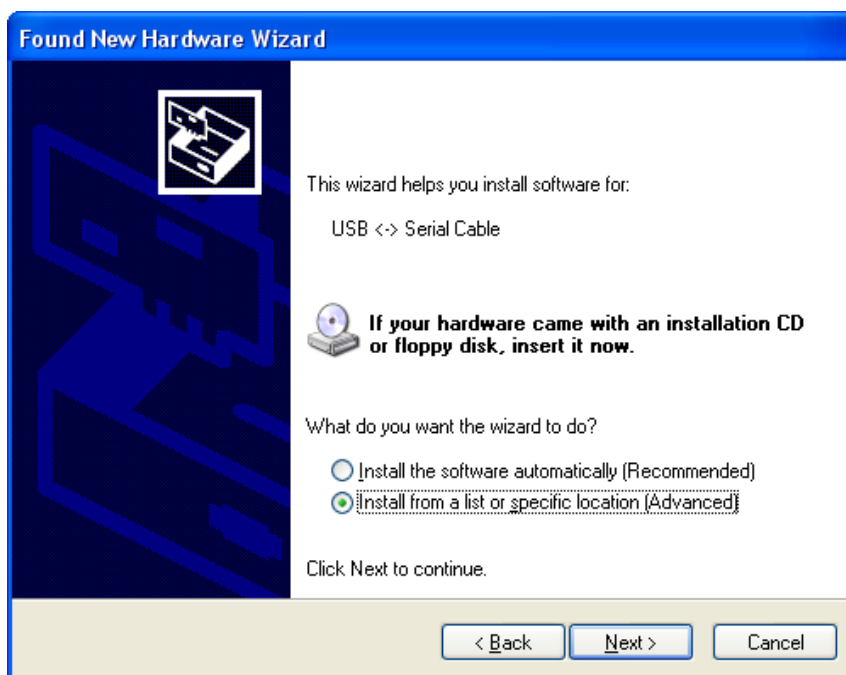 Found New Hardware Wizard
This wizard helps you install software for:
USB <-> Serial Cable
If your hardware came with an installation CD
or floppy disk, insert it now.
What do you want the wizard to do?
Install the software automatically (Recommended)
Install from a list or specific location (Advanced)
Click Next to continue.
< Back
Next >
Cancel